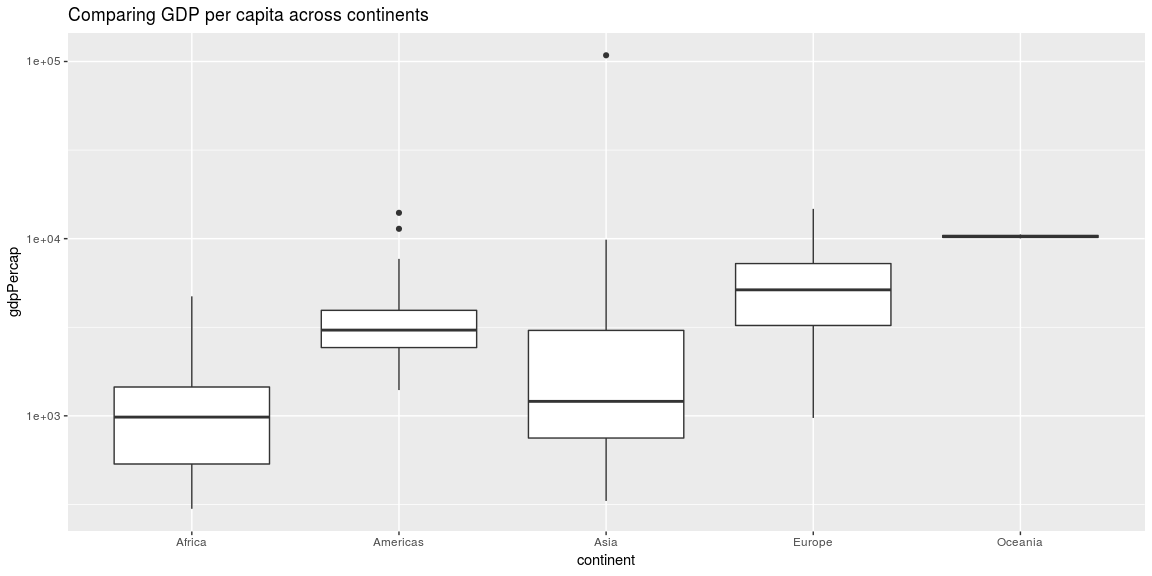 Comparing GDP per capita across continents
1e+05
1e+04
1e+03
gdpPercap
Africa
Americas
Asia
Europe
Oceania
continent